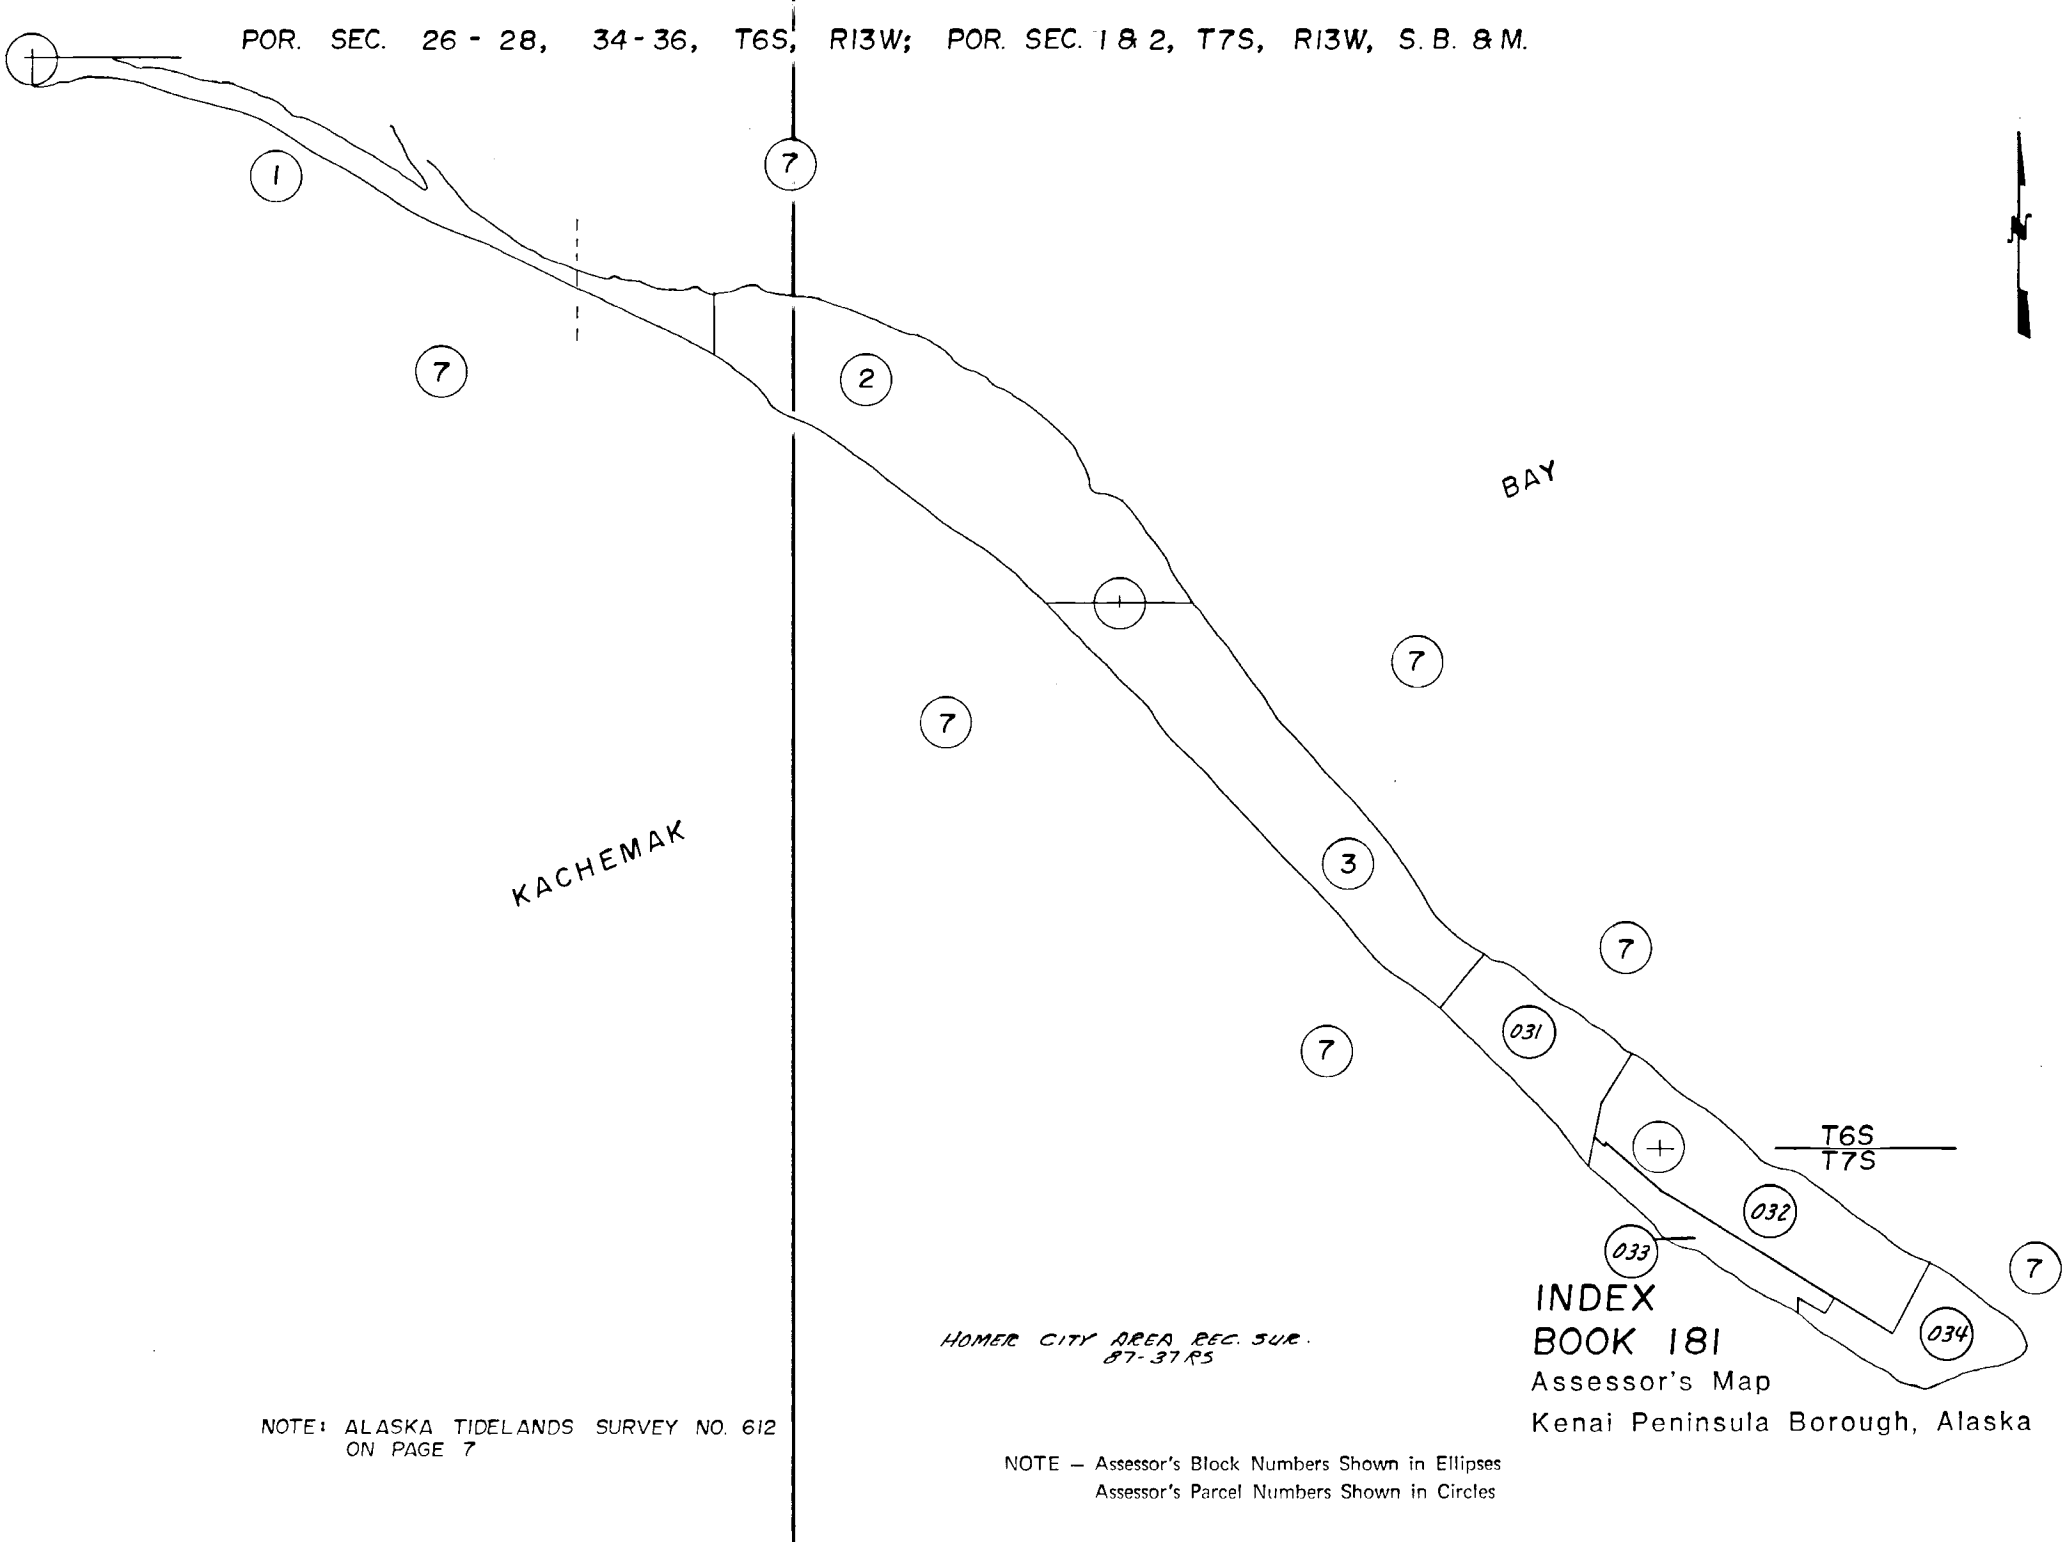 POR. SEC. 26 - 28, 34 - 36, T6S, R13W; POR. SEC. 1 & 2, T7S, R13W, S. B. & M.
7
1
N
7
2
BAY
7
7
KACHEMAK
3
7
7
031
T6S
T7S
032
033
7
034
INDEX
BOOK 181
Assessor's Map
Kenai Peninsula Borough, Alaska
HOMER CITY AREA REC. SUR.
87-37 RS
NOTE: ALASKA TIDELANDS SURVEY NO. 612
ON PAGE 7
NOTE – Assessor's Block Numbers Shown in Ellipses
Assessor's Parcel Numbers Shown in Circles